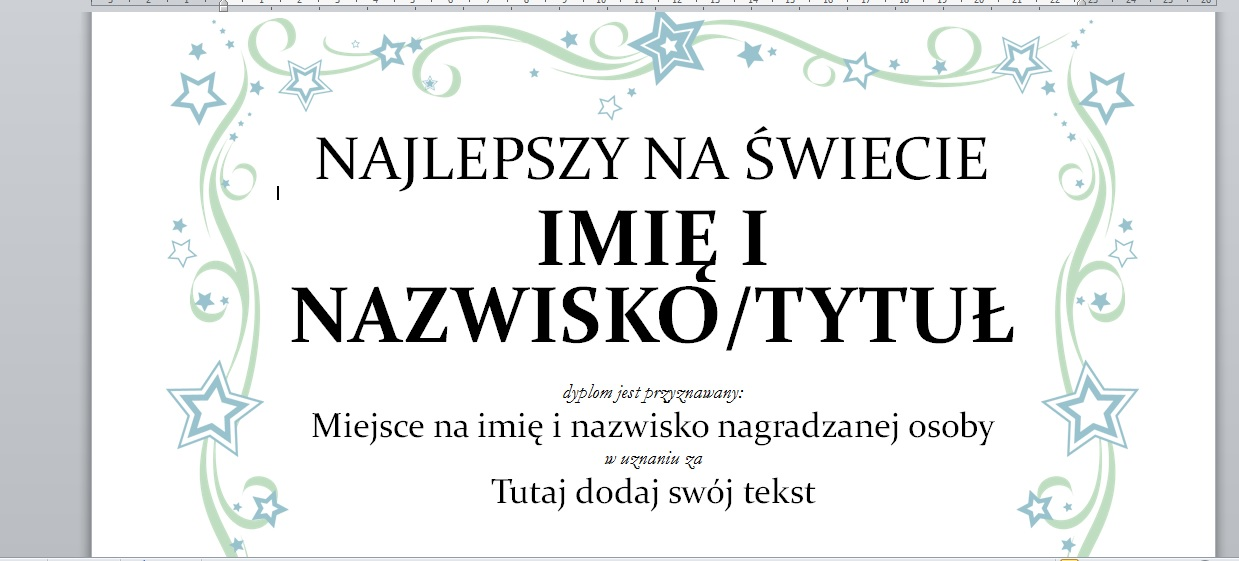 NAJLEPSZY NA ŚWIECIE
IMIĘ I
NAZWISKO/TYTUŁ
dyplom jest przyznawany:
Miejsce na imię i nazwisko nagradzanej osoby
w uznaniu za
Tutaj dodaj swój tekst